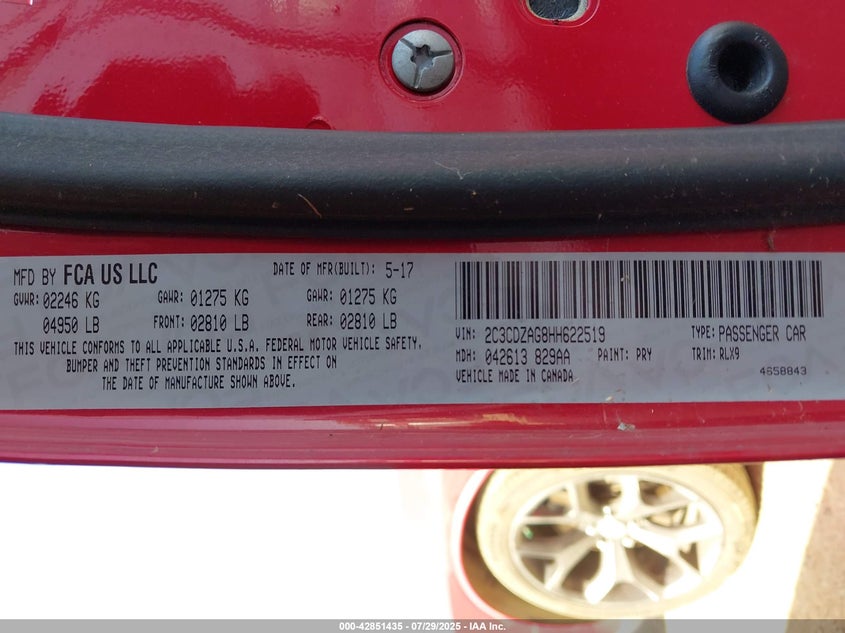 MFD BY FCA US LLC DATE OF MFR(BUILT): 5-17
GVWR: 02246 KG GAWR: 01275 KG GAWR: 01275 KG
04950 LB FRONT: 02810 LB REAR: 02810 LB
THIS VEHICLE CONFORMS TO ALL APPLICABLE U.S.A. FEDERAL MOTOR VEHICLE SAFETY,
BUMPER AND THEFT PREVENTION STANDARDS IN EFFECT ON
THE DATE OF MANUFACTURE SHOWN ABOVE.
VIN: 2C3CDZAG8HH622519 TYPE: PASSENGER CAR
MDH: 042613 829AA PAINT: PRY TRIM: RLX9
VEHICLE MADE IN CANADA 4658843
000-42851435 - 07/29/2025 - IAA Inc.